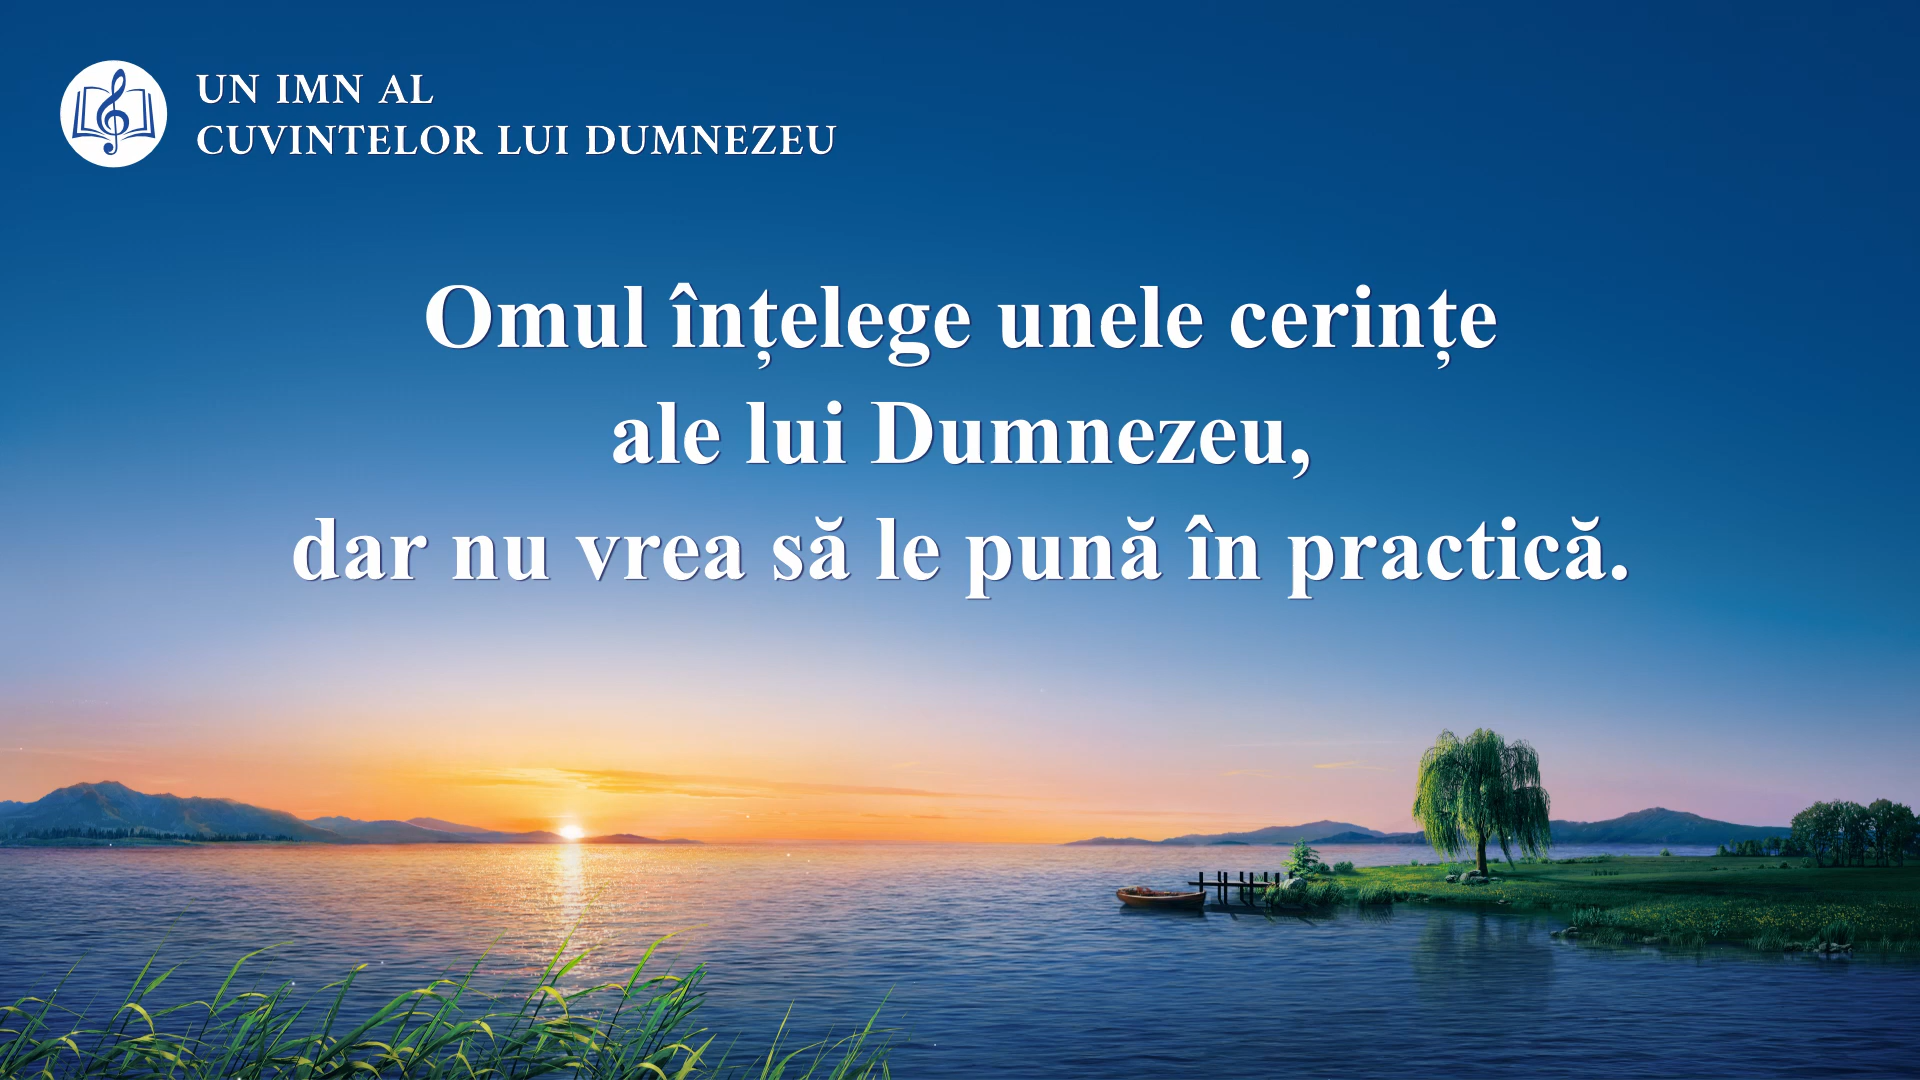 UN IMN AL
CUVINTELOR LUI DUMNEZEU
Omul înțelege unele cerințe
ale lui Dumnezeu,
dar nu vrea să le pună în practică.